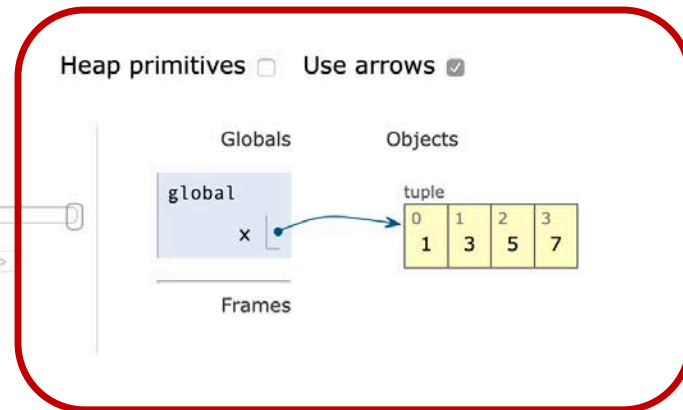 Heap primitives Use arrows
Globals Objects
global
x
tuple
0 1 2 3
1 3 5 7
Frames